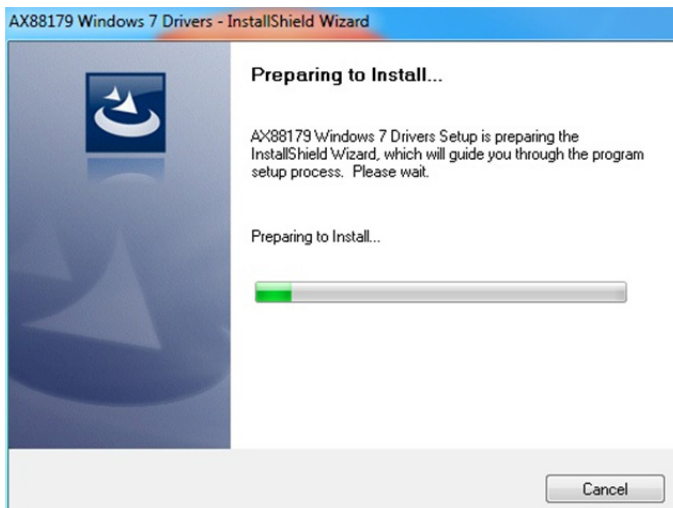 AX88179 Windows 7 Drivers - InstallShield Wizard
Preparing to Install...
AX88179 Windows 7 Drivers Setup is preparing the
InstallShield Wizard, which will guide you through the program
setup process. Please wait.
Preparing to Install...
Cancel